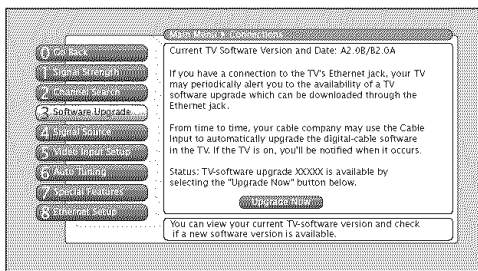 Main Menu ▸ Connections
0 Go Back
1 Signal Strength
2 Channel Search
3 Software Upgrade
4 Signal Source
5 Video Input Setup
6 Auto Tuning
7 Special Features
8 Ethernet Setup
Current TV Software Version and Date: A2.0B/B2.0A
If you have a connection to the TV's Ethernet jack, your TV
may periodically alert you to the availability of a TV
software upgrade which can be downloaded through the
Ethernet jack.
From time to time, your cable company may use the Cable
Input to automatically upgrade the digital-cable software
in the TV. If the TV is on, you'll be notified when it occurs.
Status: TV-software upgrade XXXXX is available by
selecting the "Upgrade Now" button below.
Upgrade Now
You can view your current TV-software version and check
if a new software version is available.